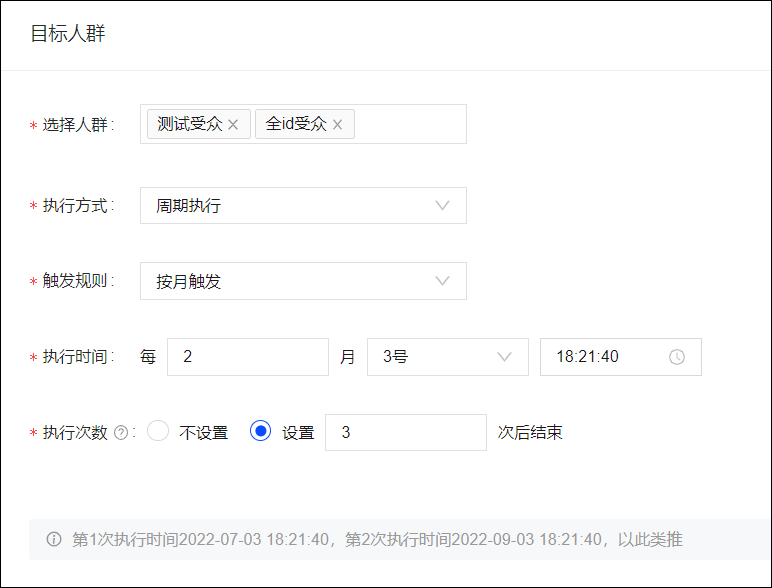 目标人群
* 选择人群: 测试受众 × 全id受众 ×
* 执行方式: 周期执行
* 触发规则: 按月触发
* 执行时间: 每 2 月 3号 18:21:40
* 执行次数 ?: 不设置 设置 3 次后结束
第1次执行时间2022-07-03 18:21:40，第2次执行时间2022-09-03 18:21:40，以此类推